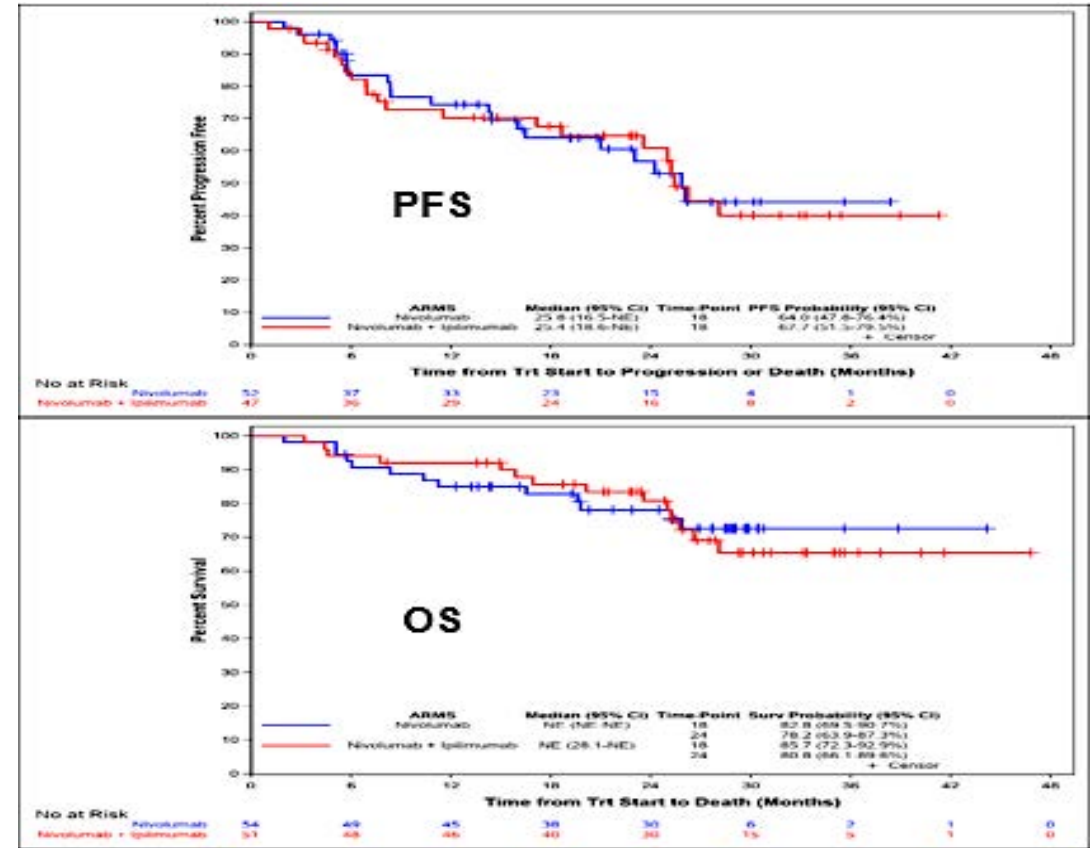 100
90
80
70
60
50
40
30
20
10
0
Percent Progression Free
PFS
ARMS Median (95% CI) Time-Point PFS Probability (95% CI)
Nivolumab 25.8 (16.5-NE) 18 64.0 (47.8-76.4%)
Nivolumab + Ipilimumab 25.4 (18.6-NE) 18 67.7 (51.5-79.5%)
+ Censor
0 6 12 18 24 30 36 42 48
Time from Trt Start to Progression or Death (Months)
No at Risk
Nivolumab 52 37 33 23 15 4 1 0
Nivolumab + Ipilimumab 47 36 29 24 16 8 2 0
100
90
80
70
60
50
40
30
20
10
0
Percent Survival
OS
ARMS Median (95% CI) Time-Point Surv Probability (95% CI)
Nivolumab NE (NE-NE) 18 82.8 (69.5-90.7%)
24 78.2 (63.9-87.3%)
Nivolumab + Ipilimumab NE (28.1-NE) 18 85.7 (72.3-92.9%)
24 80.8 (66.1-89.6%)
+ Censor
0 6 12 18 24 30 36 42 48
Time from Trt Start to Death (Months)
No at Risk
Nivolumab 54 49 45 38 30 6 2 1 0
Nivolumab + Ipilimumab 51 48 46 40 30 15 5 1 0